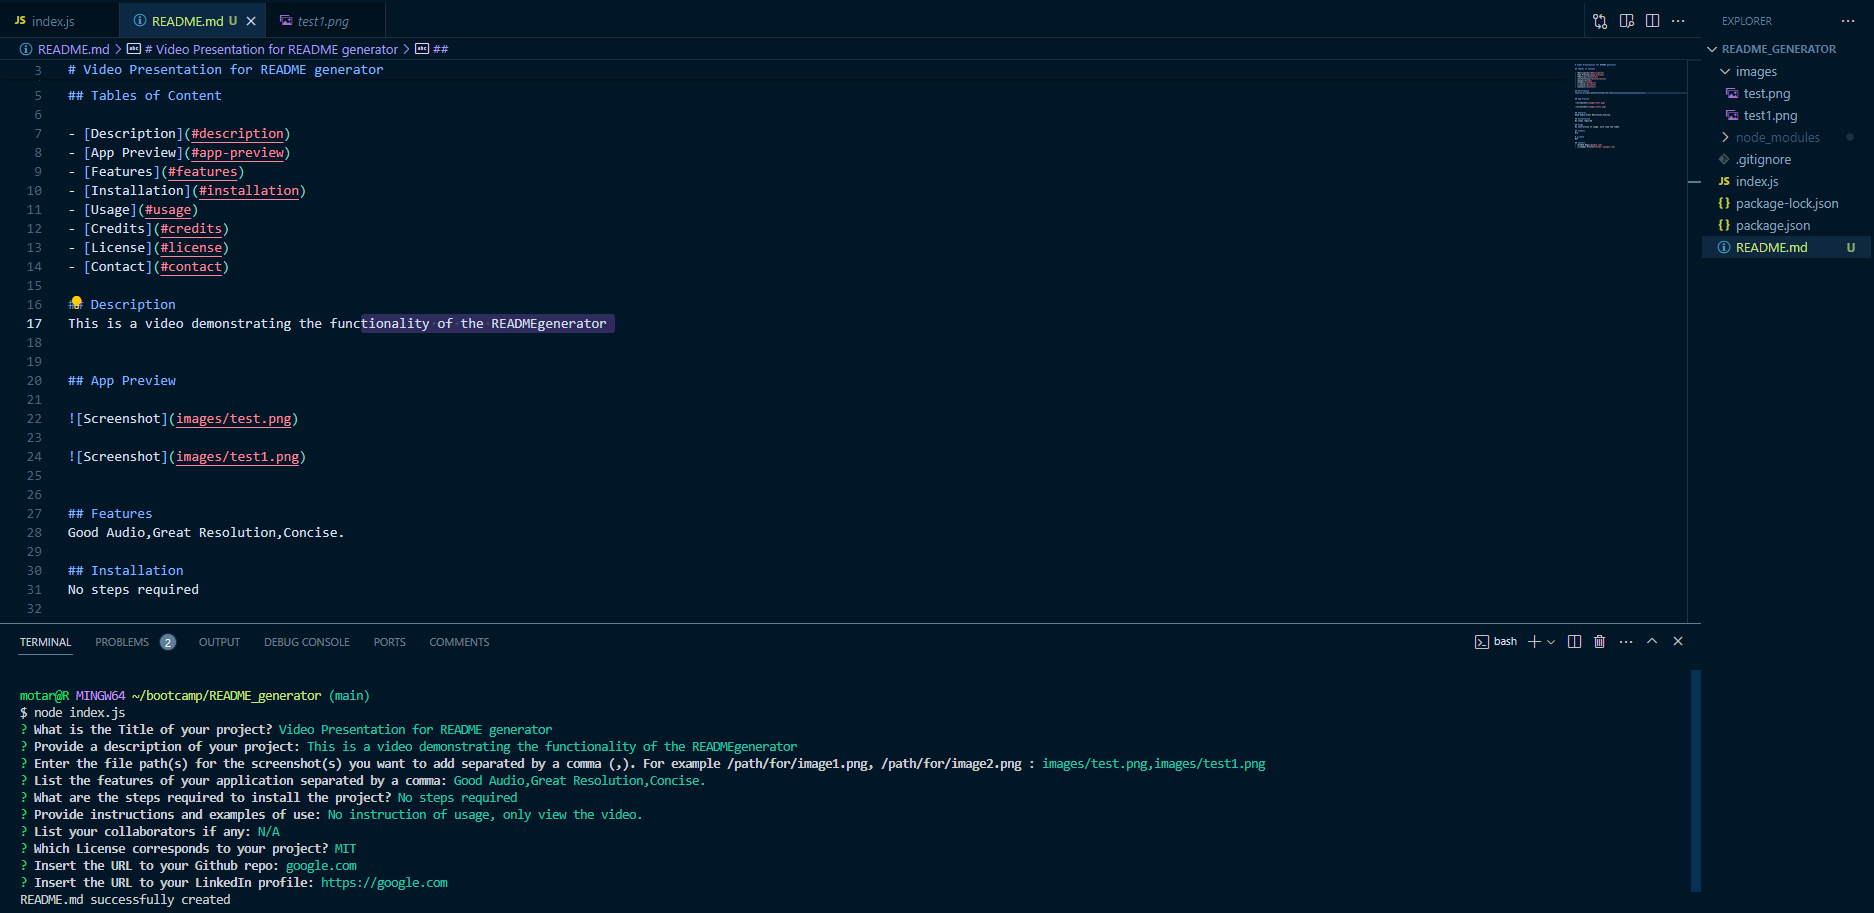 JS index.js
README.md U
test1.png
README.md > # Video Presentation for README generator > ##
3 # Video Presentation for README generator
5 ## Tables of Content
6
7 - [Description](#description)
8 - [App Preview](#app-preview)
9 - [Features](#features)
10 - [Installation](#installation)
11 - [Usage](#usage)
12 - [Credits](#credits)
13 - [License](#license)
14 - [Contact](#contact)
15
16 ## Description
17 This is a video demonstrating the functionality of the READMEgenerator
18
19
20 ## App Preview
21
22 ![Screenshot](images/test.png)
23
24 ![Screenshot](images/test1.png)
25
26
27 ## Features
28 Good Audio,Great Resolution,Concise.
29
30 ## Installation
31 No steps required
32
EXPLORER
README_GENERATOR
images
test.png
test1.png
node_modules
.gitignore
JS index.js
{} package-lock.json
{} package.json
README.md U
TERMINAL PROBLEMS 2 OUTPUT DEBUG CONSOLE PORTS COMMENTS
bash
motar@R MINGW64 ~/bootcamp/README_generator (main)
$ node index.js
? What is the Title of your project? Video Presentation for README generator
? Provide a description of your project: This is a video demonstrating the functionality of the READMEgenerator
? Enter the file path(s) for the screenshot(s) you want to add separated by a comma (,). For example /path/for/image1.png, /path/for/image2.png : images/test.png,images/test1.png
? List the features of your application separated by a comma: Good Audio,Great Resolution,Concise.
? What are the steps required to install the project? No steps required
? Provide instructions and examples of use: No instruction of usage, only view the video.
? List your collaborators if any: N/A
? Which License corresponds to your project? MIT
? Insert the URL to your Github repo: google.com
? Insert the URL to your LinkedIn profile: https://google.com
README.md successfully created